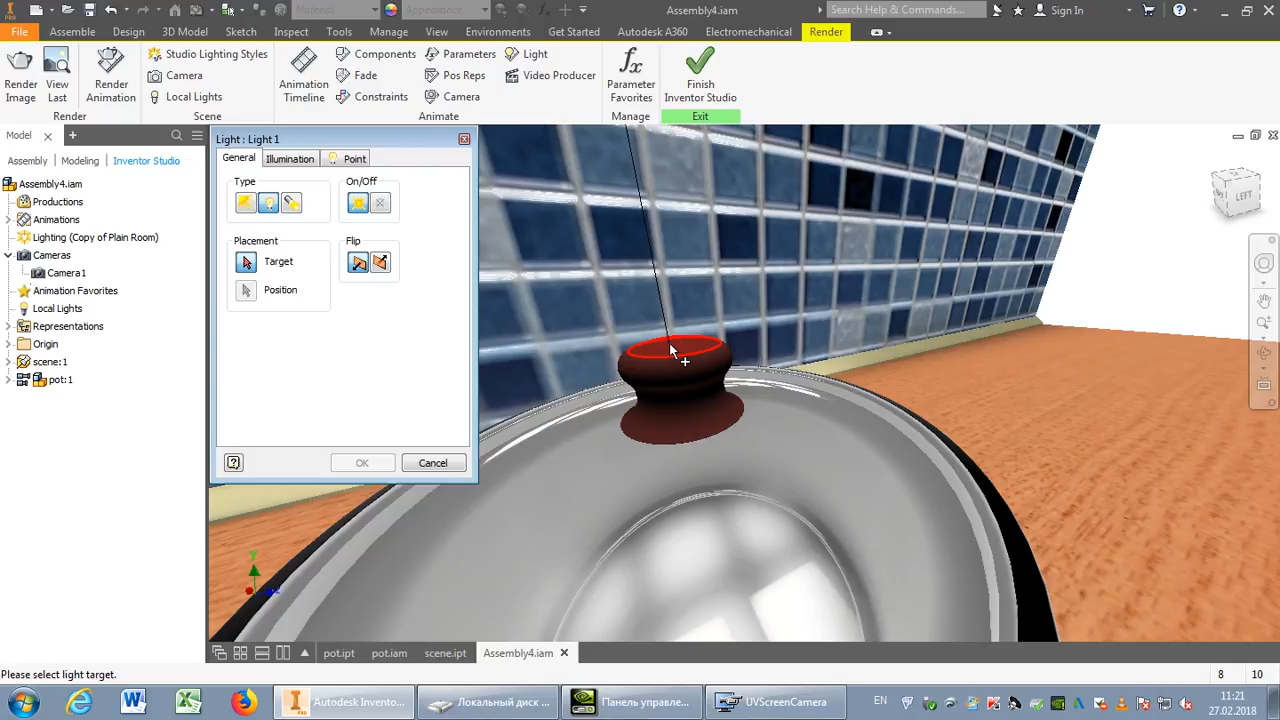 Material
Appearance
Assembly4.iam
Search Help & Commands...
Sign In
File
Assemble
Design
3D Model
Sketch
Inspect
Tools
Manage
View
Environments
Get Started
Autodesk A360
Electromechanical
Render
Render Image
View Last
Render Animation
Studio Lighting Styles
Camera
Local Lights
Animation Timeline
Components
Fade
Constraints
Parameters
Pos Reps
Camera
Light
Video Producer
Parameter Favorites
Finish Inventor Studio
Render
Scene
Animate
Manage
Exit
Model
Assembly
Modeling
Inventor Studio
Assembly4.iam
Productions
Animations
Lighting (Copy of Plain Room)
Cameras
Camera1
Animation Favorites
Local Lights
Representations
Origin
scene:1
pot:1
Light : Light 1
General
Illumination
Point
Type
On/Off
Placement
Flip
Target
Position
OK
Cancel
LEFT
Y
pot.ipt
pot.iam
scene.ipt
Assembly4.iam
Please select light target.
8
10
Autodesk Invento...
Локальный диск ...
Панель управле...
UVScreenCamera
EN
11:21
27.02.2018